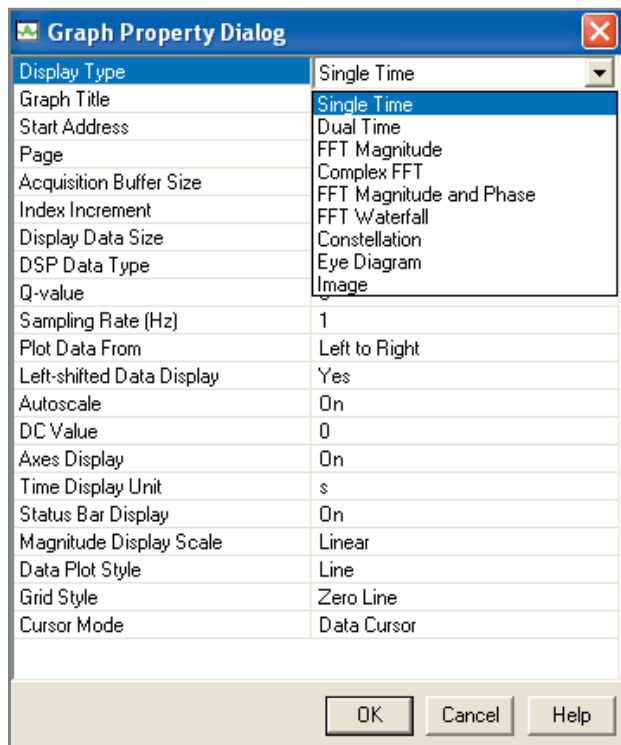 Graph Property Dialog
Display Type Single Time
Graph Title Single Time
Start Address Dual Time
Page FFT Magnitude
Complex FFT
Acquisition Buffer Size FFT Magnitude and Phase
Index Increment FFT Waterfall
Display Data Size Constellation
DSP Data Type Eye Diagram
Q-value Image
Sampling Rate (Hz) 1
Plot Data From Left to Right
Left-shifted Data Display Yes
Autoscale On
DC Value 0
Axes Display On
Time Display Unit s
Status Bar Display On
Magnitude Display Scale Linear
Data Plot Style Line
Grid Style Zero Line
Cursor Mode Data Cursor
OK Cancel Help